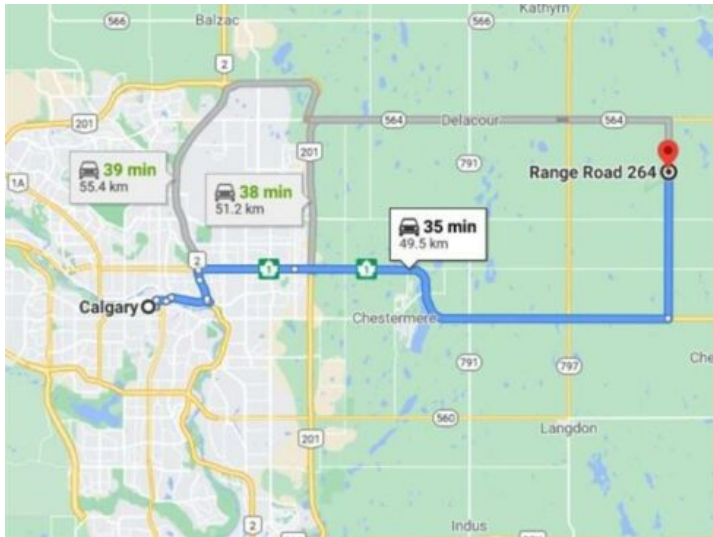 Kathyrn
Balzac
566
566
9
2
201
564
Delacour
564
201
791
39 min
55.4 km
1A
38 min
51.2 km
Range Road 264
35 min
49.5 km
2
1
1
Calgary
Chestermere
791
797
Che
560
Langdon
201
2
Indus